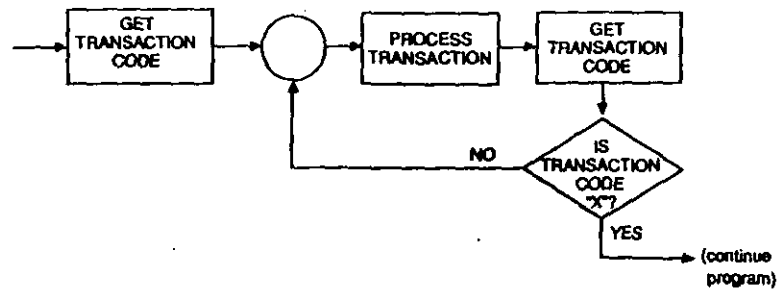 GET
TRANSACTION
CODE
PROCESS
TRANSACTION
GET
TRANSACTION
CODE
IS
TRANSACTION
CODE
"X"?
NO
YES
(continue
program)